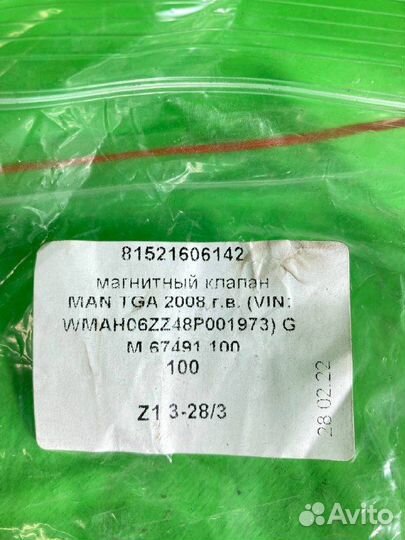 81521606142
магнитный клапан
MAN TGA 2008 г.в. (VIN:
WMAH06ZZ48P001973) G
M 67491 100
100
Z1 3-28/3
28.02.22
Avito